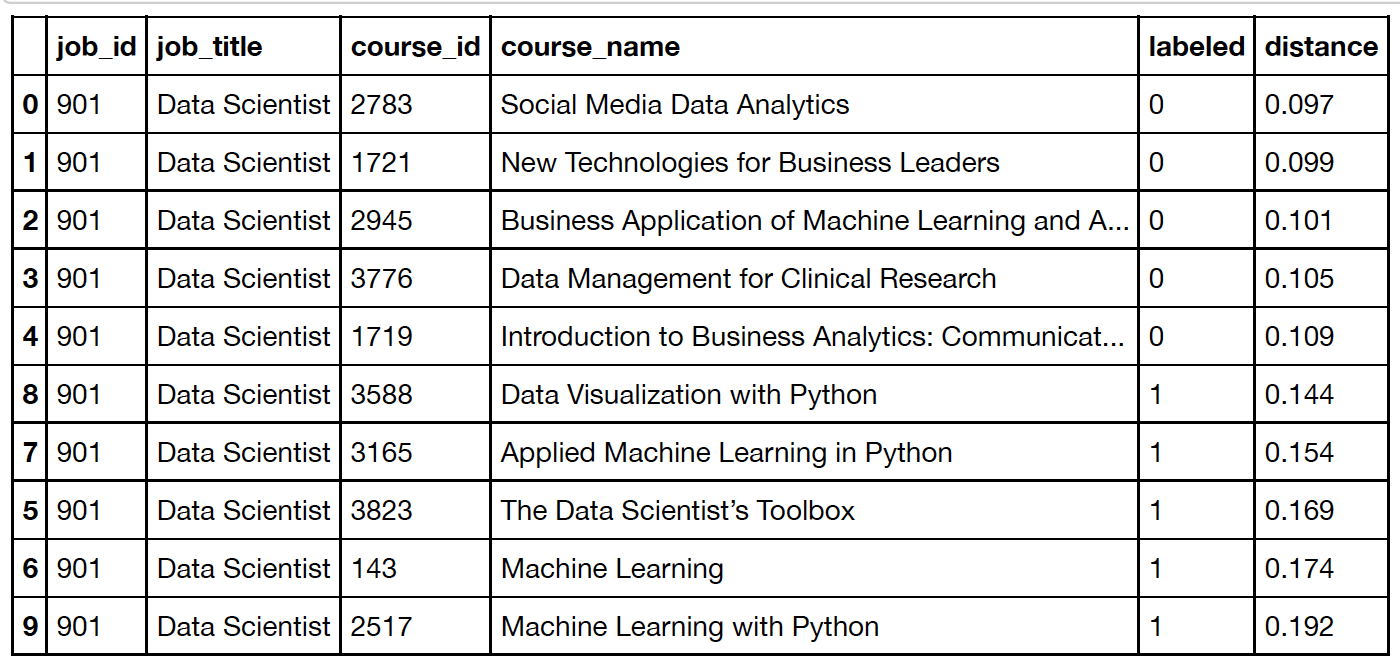 job_id job_title course_id course_name labeled distance
0 901 Data Scientist 2783 Social Media Data Analytics 0 0.097
1 901 Data Scientist 1721 New Technologies for Business Leaders 0 0.099
2 901 Data Scientist 2945 Business Application of Machine Learning and A... 0 0.101
3 901 Data Scientist 3776 Data Management for Clinical Research 0 0.105
4 901 Data Scientist 1719 Introduction to Business Analytics: Communicat... 0 0.109
8 901 Data Scientist 3588 Data Visualization with Python 1 0.144
7 901 Data Scientist 3165 Applied Machine Learning in Python 1 0.154
5 901 Data Scientist 3823 The Data Scientist’s Toolbox 1 0.169
6 901 Data Scientist 143 Machine Learning 1 0.174
9 901 Data Scientist 2517 Machine Learning with Python 1 0.192